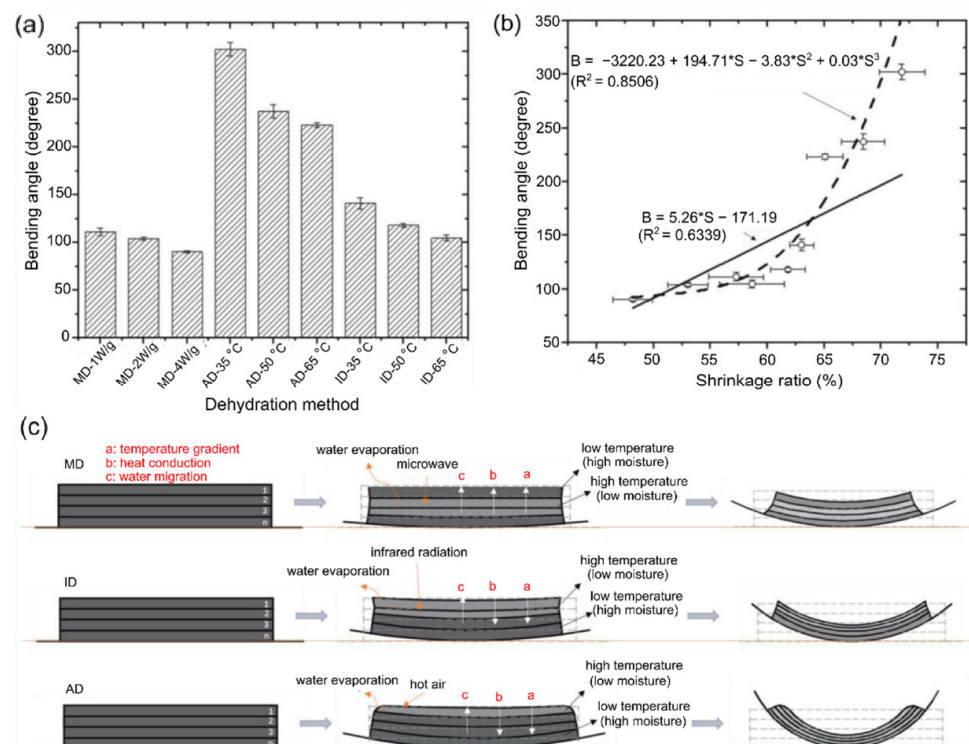 (a)
350
300
250
200
150
100
50
0
Bending angle (degree)
MD-1W/g
MD-2W/g
MD-4W/g
AD-35 °C
AD-50 °C
AD-65 °C
ID-35 °C
ID-50 °C
ID-65 °C
Dehydration method
(b)
350
300
250
200
150
100
50
Bending angle (degree)
B = −3220.23 + 194.71*S − 3.83*S² + 0.03*S³
(R² = 0.8506)
B = 5.26*S − 171.19
(R² = 0.6339)
45 50 55 60 65 70 75
Shrinkage ratio (%)
(c)
a: temperature gradient
b: heat conduction
c: water migration
MD
1
2
3
n
water evaporation
microwave
c b a
low temperature
(high moisture)
high temperature
(low moisture)
ID
1
2
3
n
infrared radiation
water evaporation
c b a
high temperature
(low moisture)
low temperature
(high moisture)
AD
1
2
3
n
water evaporation
hot air
c b a
high temperature
(low moisture)
low temperature
(high moisture)